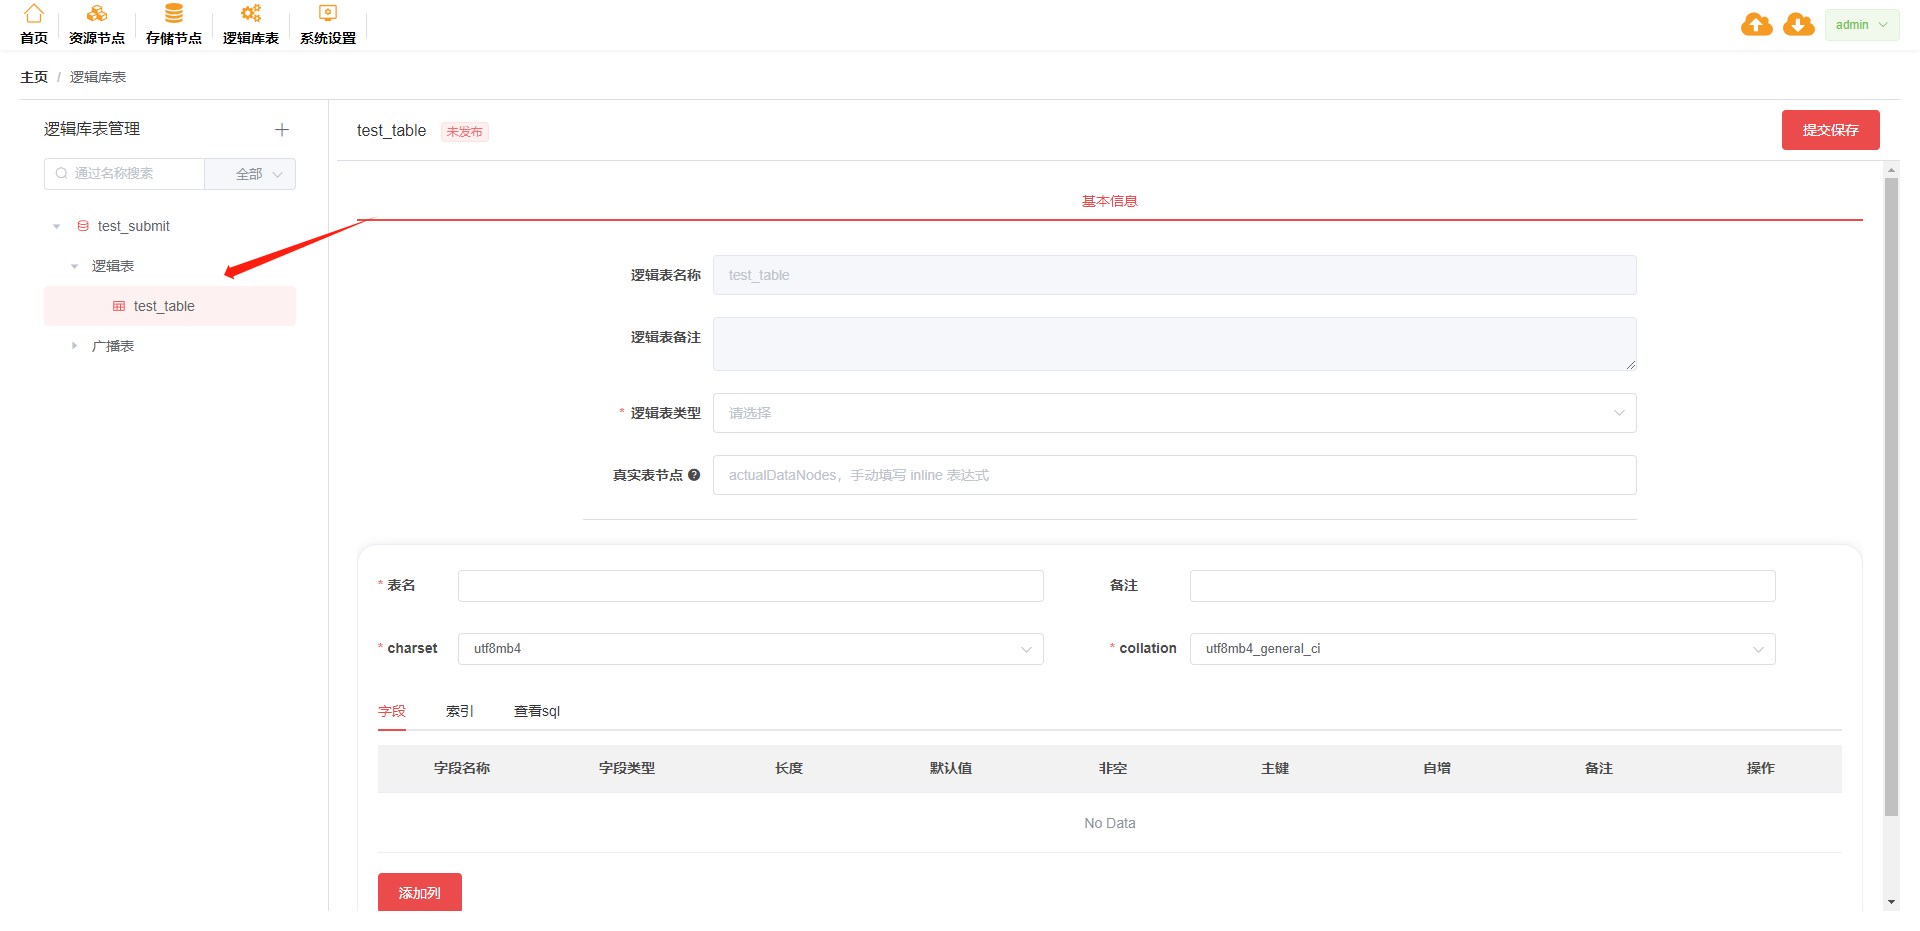 首页 资源节点 存储节点 逻辑库表 系统设置 admin
主页 / 逻辑库表
逻辑库表管理
通过名称搜索 全部
test_submit
逻辑表
test_table
广播表
test_table 未发布 提交保存
基本信息
逻辑表名称 test_table
逻辑表备注
* 逻辑表类型 请选择
真实表节点 actualDataNodes，手动填写 inline 表达式
* 表名 备注
* charset utf8mb4 * collation utf8mb4_general_ci
字段 索引 查看sql
字段名称 字段类型 长度 默认值 非空 主键 自增 备注 操作
No Data
添加列